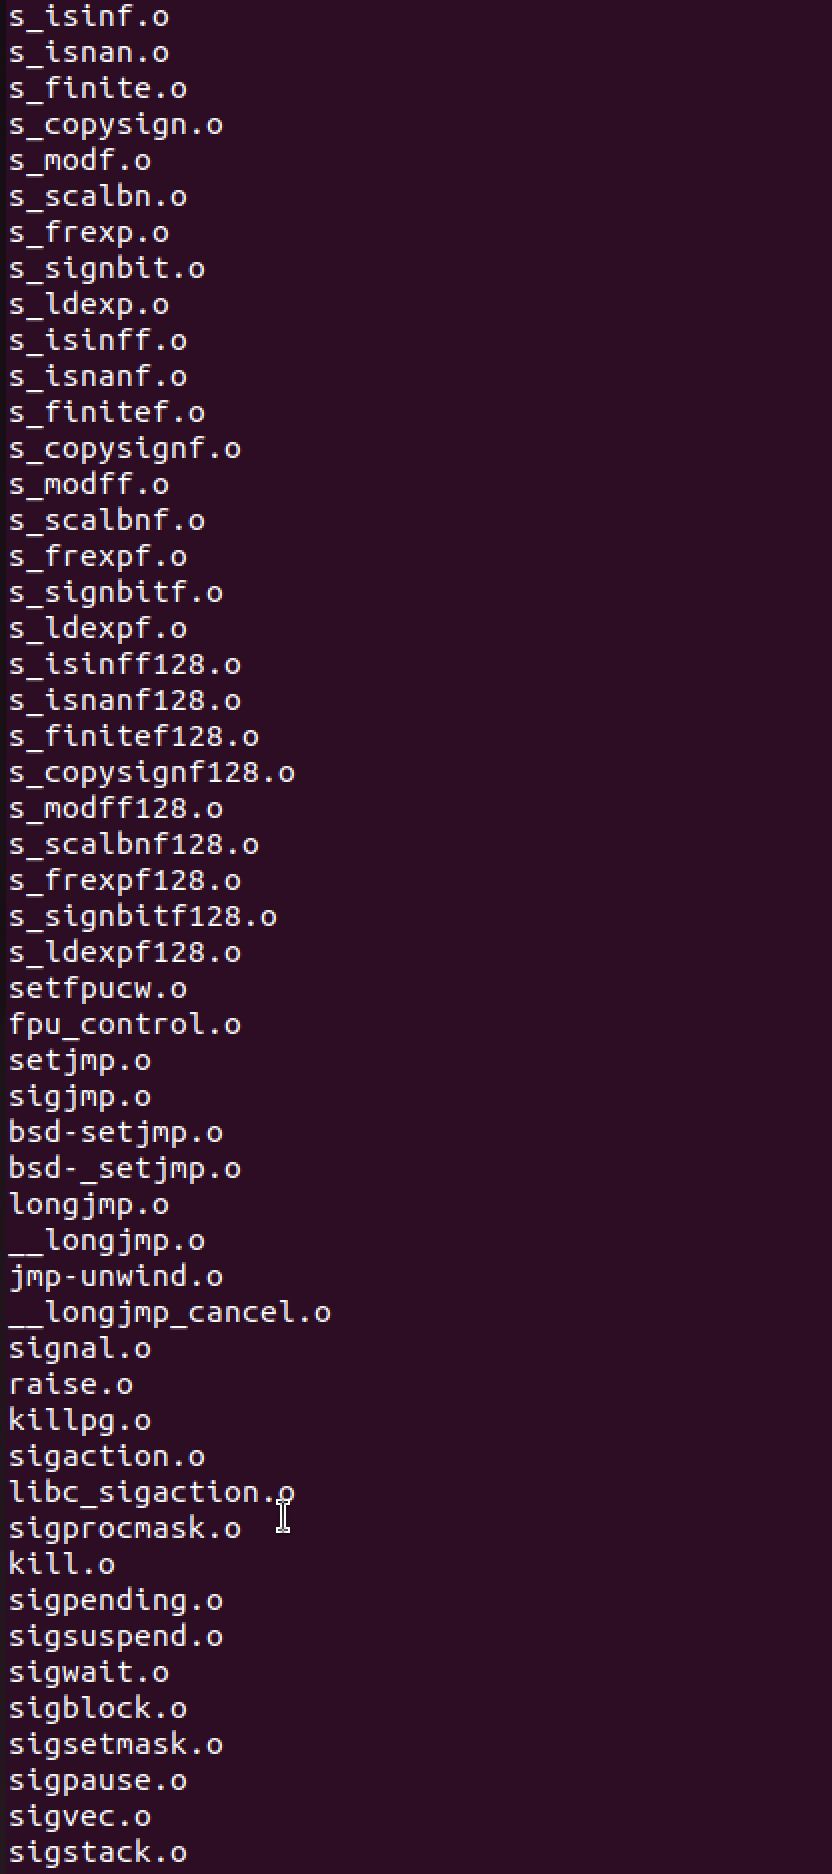 s_isinf.o
s_isnan.o
s_finite.o
s_copysign.o
s_modf.o
s_scalbn.o
s_frexp.o
s_signbit.o
s_ldexp.o
s_isinff.o
s_isnanf.o
s_finitef.o
s_copysignf.o
s_modff.o
s_scalbnf.o
s_frexpf.o
s_signbitf.o
s_ldexpf.o
s_isinff128.o
s_isnanf128.o
s_finitef128.o
s_copysignf128.o
s_modff128.o
s_scalbnf128.o
s_frexpf128.o
s_signbitf128.o
s_ldexpf128.o
setfpucw.o
fpu_control.o
setjmp.o
sigjmp.o
bsd-setjmp.o
bsd-_setjmp.o
longjmp.o
__longjmp.o
jmp-unwind.o
__longjmp_cancel.o
signal.o
raise.o
killpg.o
sigaction.o
libc_sigaction.o
sigprocmask.o
kill.o
sigpending.o
sigsuspend.o
sigwait.o
sigblock.o
sigsetmask.o
sigpause.o
sigvec.o
sigstack.o